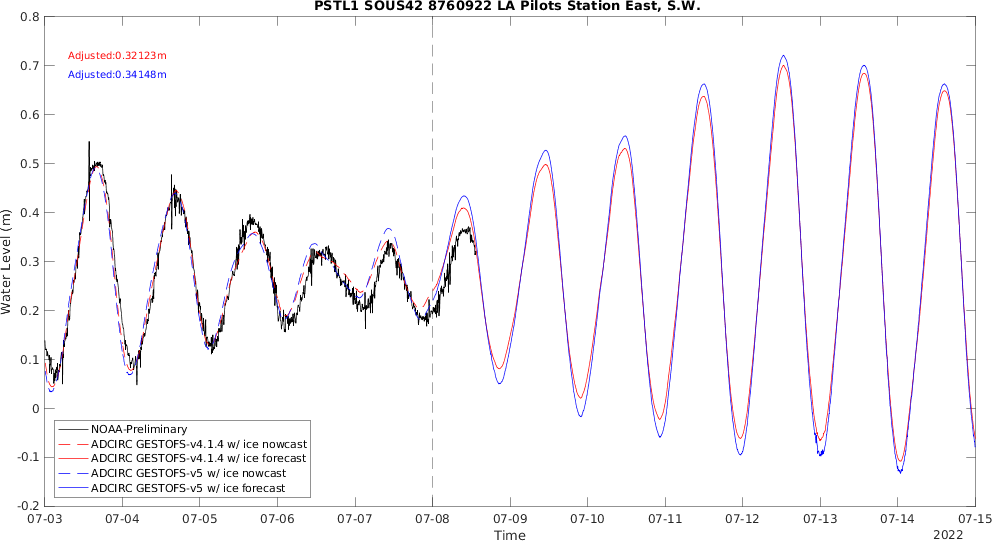 PSTL1 SOUS42 8760922 LA Pilots Station East, S.W.
Adjusted:0.32123m
Adjusted:0.34148m
0.8
0.7
0.6
0.5
0.4
0.3
0.2
0.1
0
-0.1
-0.2
Water Level (m)
NOAA-Preliminary
ADCIRC GESTOFS-v4.1.4 w/ ice nowcast
ADCIRC GESTOFS-v4.1.4 w/ ice forecast
ADCIRC GESTOFS-v5 w/ ice nowcast
ADCIRC GESTOFS-v5 w/ ice forecast
07-03 07-04 07-05 07-06 07-07 07-08 07-09 07-10 07-11 07-12 07-13 07-14 07-15
Time
2022